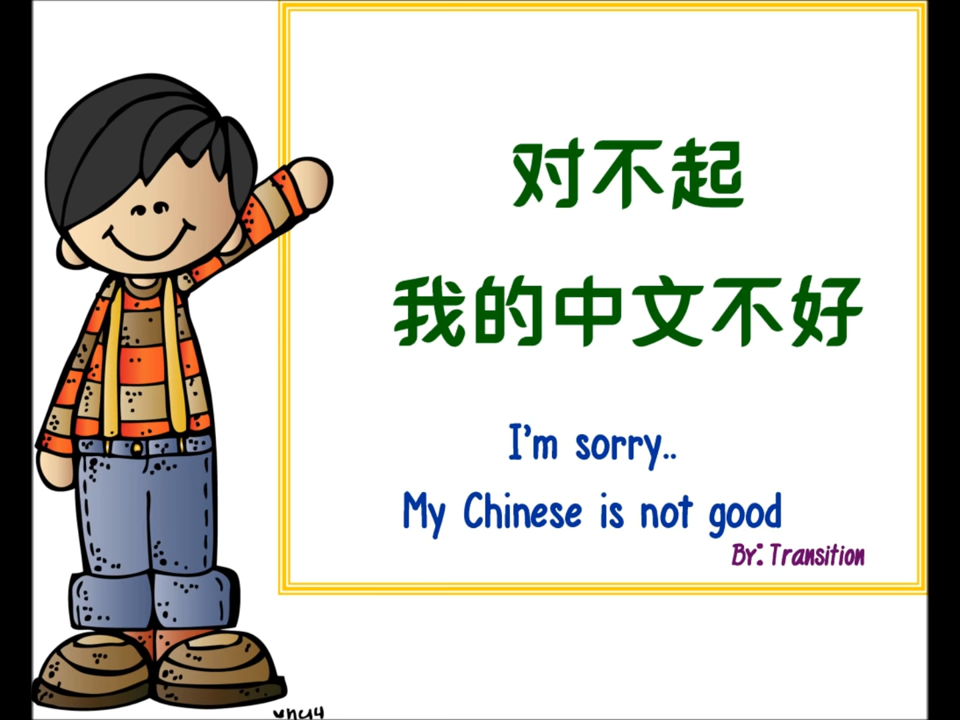 对不起
我的中文不好
I'm sorry..
My Chinese is not good
By: Transition